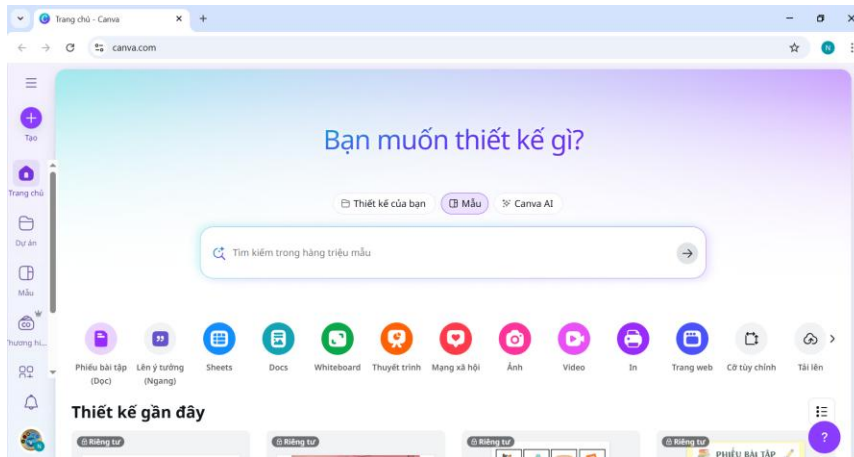 Trang chủ - Canva
canva.com
N
Tạo
Trang chủ
Dự án
Mẫu
CO
Thương hi...
Bạn muốn thiết kế gì?
Thiết kế của bạn
Mẫu
Canva AI
Tìm kiếm trong hàng triệu mẫu
Phiếu bài tập (Dọc)
Lên ý tưởng (Ngang)
Sheets
Docs
Whiteboard
Thuyết trình
Mạng xã hội
Ảnh
Video
In
Trang web
Cỡ tùy chỉnh
Tải lên
Thiết kế gần đây
Riêng tư
Riêng tư
Riêng tư
Riêng tư
PHIẾU BÀI TẬP
?